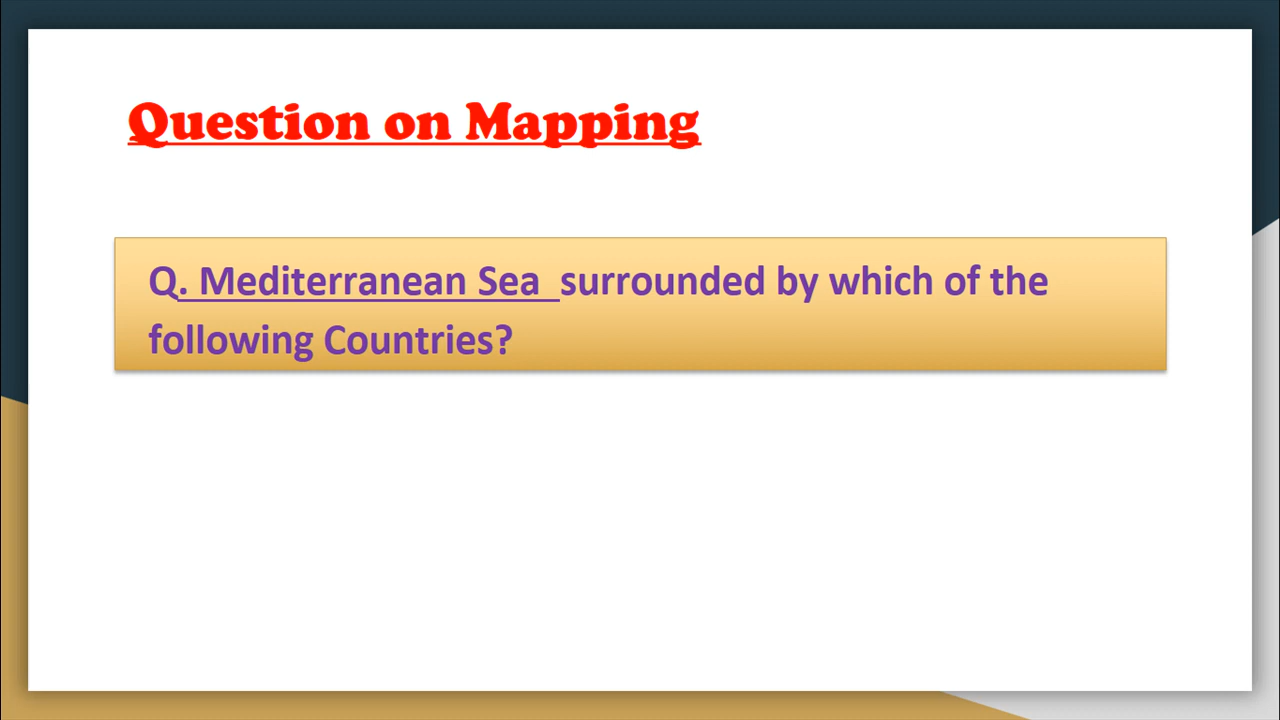 Question on Mapping
Q. Mediterranean Sea surrounded by which of the
following Countries?